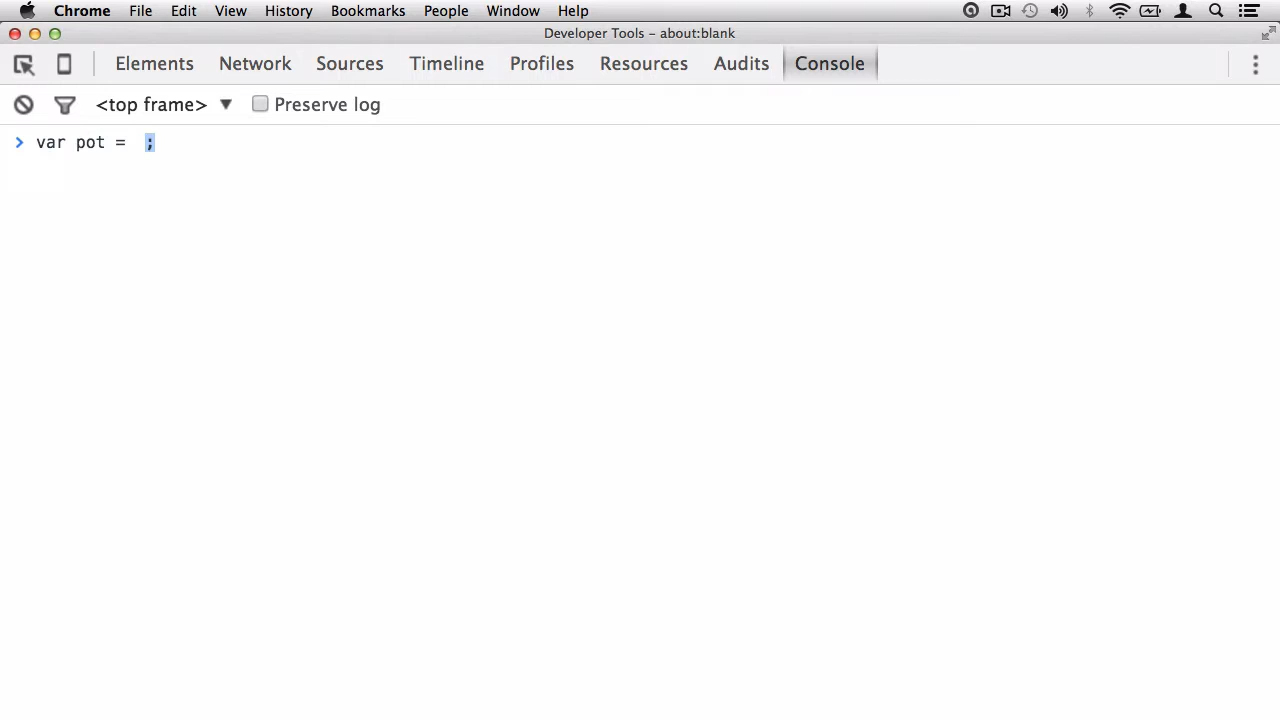 Chrome File Edit View History Bookmarks People Window Help
Developer Tools - about:blank
Elements Network Sources Timeline Profiles Resources Audits Console
<top frame> ▼ Preserve log
> var pot =  ;